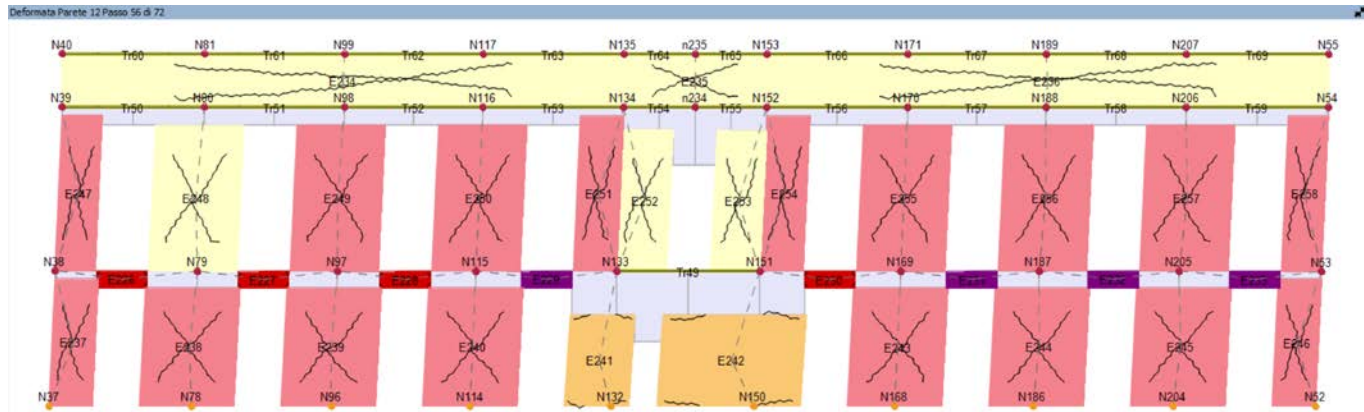 Deformata Parete 12 Passo 56 di 72
N40 N81 N99 N117 N135 n235 N153 N171 N189 N207 N55
Tr60 Tr61 Tr62 Tr63 Tr64 Tr65 Tr66 Tr67 Tr68 Tr69
E234 E235 E236
N39 N80 N98 N116 N134 n234 N152 N170 N188 N206 N54
Tr50 Tr51 Tr52 Tr53 Tr54 Tr55 Tr56 Tr57 Tr58 Tr59
E247 E248 E249 E250 E251 E252 E253 E254 E255 E256 E257 E258
N38 N79 N97 N115 N133 Tr49 N151 N169 N187 N205 N53
E237 E238 E239 E240 E241 E242 E243 E244 E245 E246
N37 N78 N96 N114 N132 N150 N168 N186 N204 N52